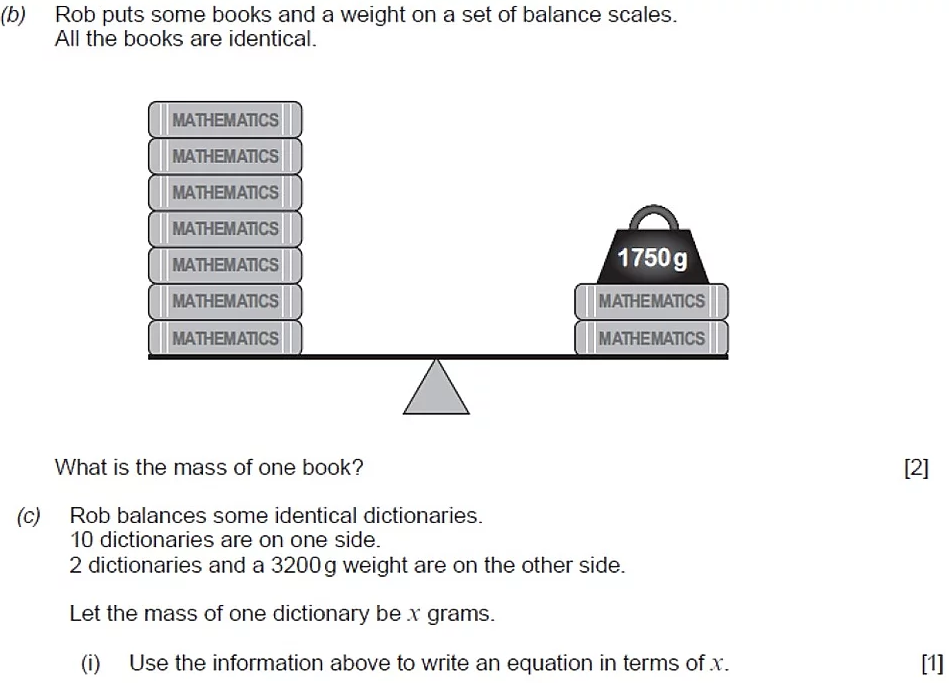 (b) Rob puts some books and a weight on a set of balance scales.
All the books are identical.
MATHEMATICS
MATHEMATICS
MATHEMATICS
MATHEMATICS
MATHEMATICS
MATHEMATICS
MATHEMATICS
1750 g
MATHEMATICS
MATHEMATICS
What is the mass of one book? [2]
(c) Rob balances some identical dictionaries.
10 dictionaries are on one side.
2 dictionaries and a 3200 g weight are on the other side.
Let the mass of one dictionary be x grams.
(i) Use the information above to write an equation in terms of x. [1]